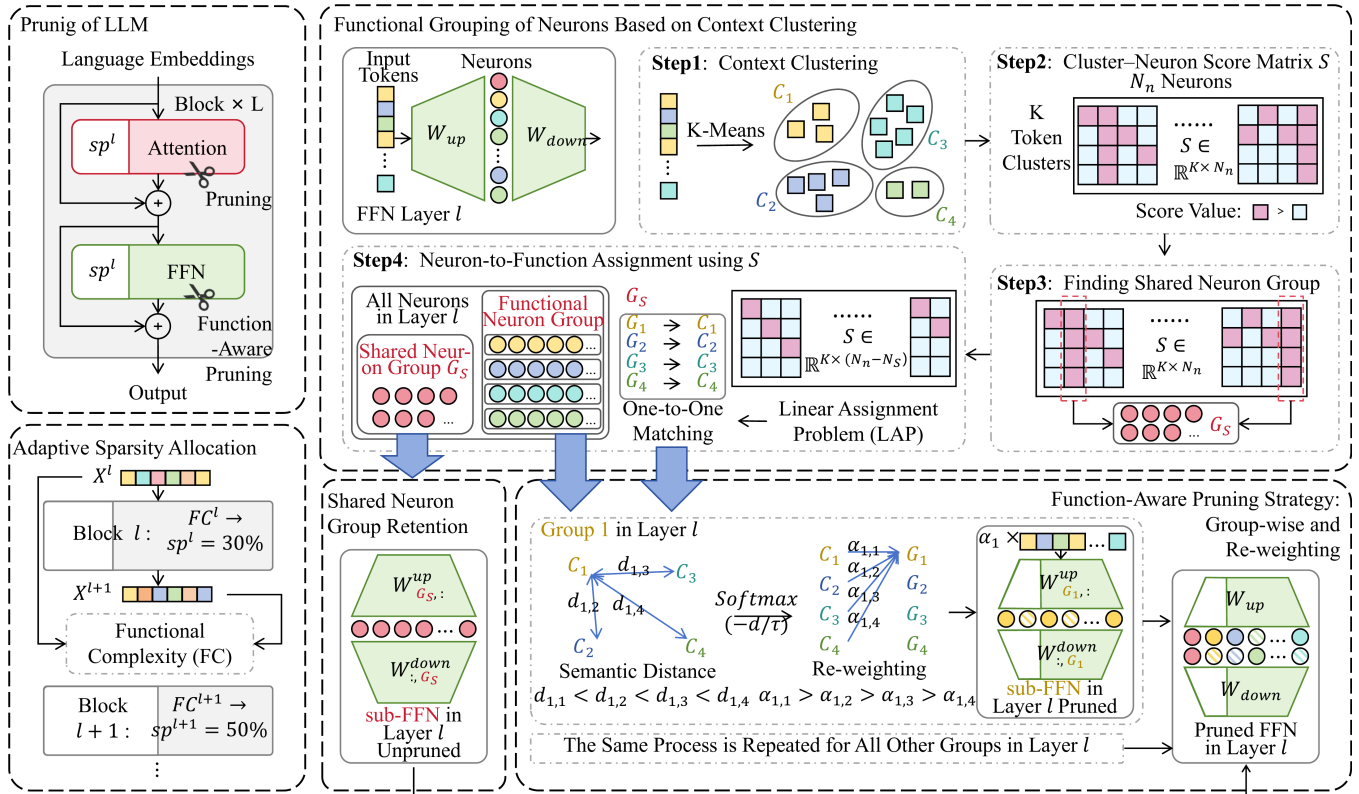 Prunig of LLM
Language Embeddings
Block × L
sp^l
Attention
Pruning
+
sp^l
FFN
+
Function
-Aware
Pruning
Output
Adaptive Sparsity Allocation
X^l
Block l :
FC^l →
sp^l = 30%
X^{l+1}
Functional
Complexity (FC)
Block
l + 1 :
FC^{l+1} →
sp^{l+1} = 50%
⋮
Functional Grouping of Neurons Based on Context Clustering
Input
Tokens
Neurons
W_{up}
W_{down}
⋮
⋮
FFN Layer l
Step1: Context Clustering
K-Means
⋮
C_1
C_2
C_3
C_4
Step2: Cluster–Neuron Score Matrix S
N_n Neurons
K
Token
Clusters
......
S ∈
ℝ^{K× N_n}
Score Value: >
Step3: Finding Shared Neuron Group
......
S ∈
ℝ^{K× N_n}
... G_S
Step4: Neuron-to-Function Assignment using S
All Neurons
in Layer l
Shared Neur-
on Group G_S
...
Functional
Neuron Group
...
...
...
...
G_S
G_1 → C_1
G_2 → C_2
G_3 → C_3
G_4 → C_4
One-to-One
Matching
......
S ∈
ℝ^{K× (N_n−N_S)}
Linear Assignment
Problem (LAP)
Shared Neuron
Group Retention
W^{up}_{G_S,:}
...
W^{down}_{:,G_S}
sub-FFN in
Layer l
Unpruned
Function-Aware Pruning Strategy:
Group-wise and
Re-weighting
Group 1 in Layer l
C_1
d_{1,3}
C_3
d_{1,2}
d_{1,4}
C_2
C_4
Semantic Distance
Softmax
(−d/τ)
C_1 α_{1,1} G_1
C_2 α_{1,2} G_2
C_3 α_{1,3} G_3
C_4 α_{1,4} G_4
Re-weighting
d_{1,1} < d_{1,2} < d_{1,3} < d_{1,4} α_{1,1} > α_{1,2} > α_{1,3} > α_{1,4}
α_1 × ...
W^{up}_{G_1,:}
...
W^{down}_{:,G_1}
sub-FFN in
Layer l Pruned
The Same Process is Repeated for All Other Groups in Layer l
W_{up}
...
...
W_{down}
Pruned FFN
in Layer l